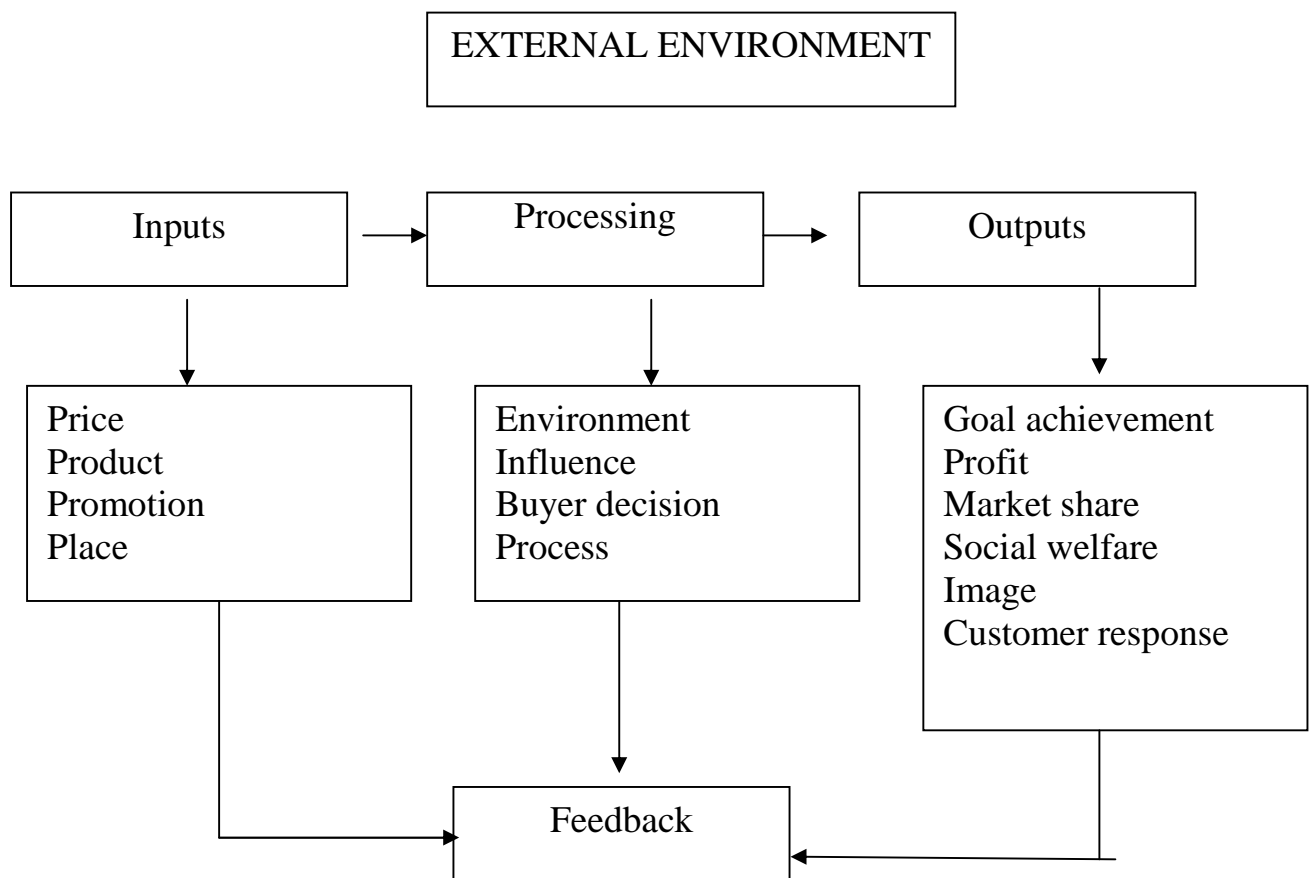 EXTERNAL ENVIRONMENT
Inputs
Processing
Outputs
Price
Product
Promotion
Place
Environment
Influence
Buyer decision
Process
Goal achievement
Profit
Market share
Social welfare
Image
Customer response
Feedback